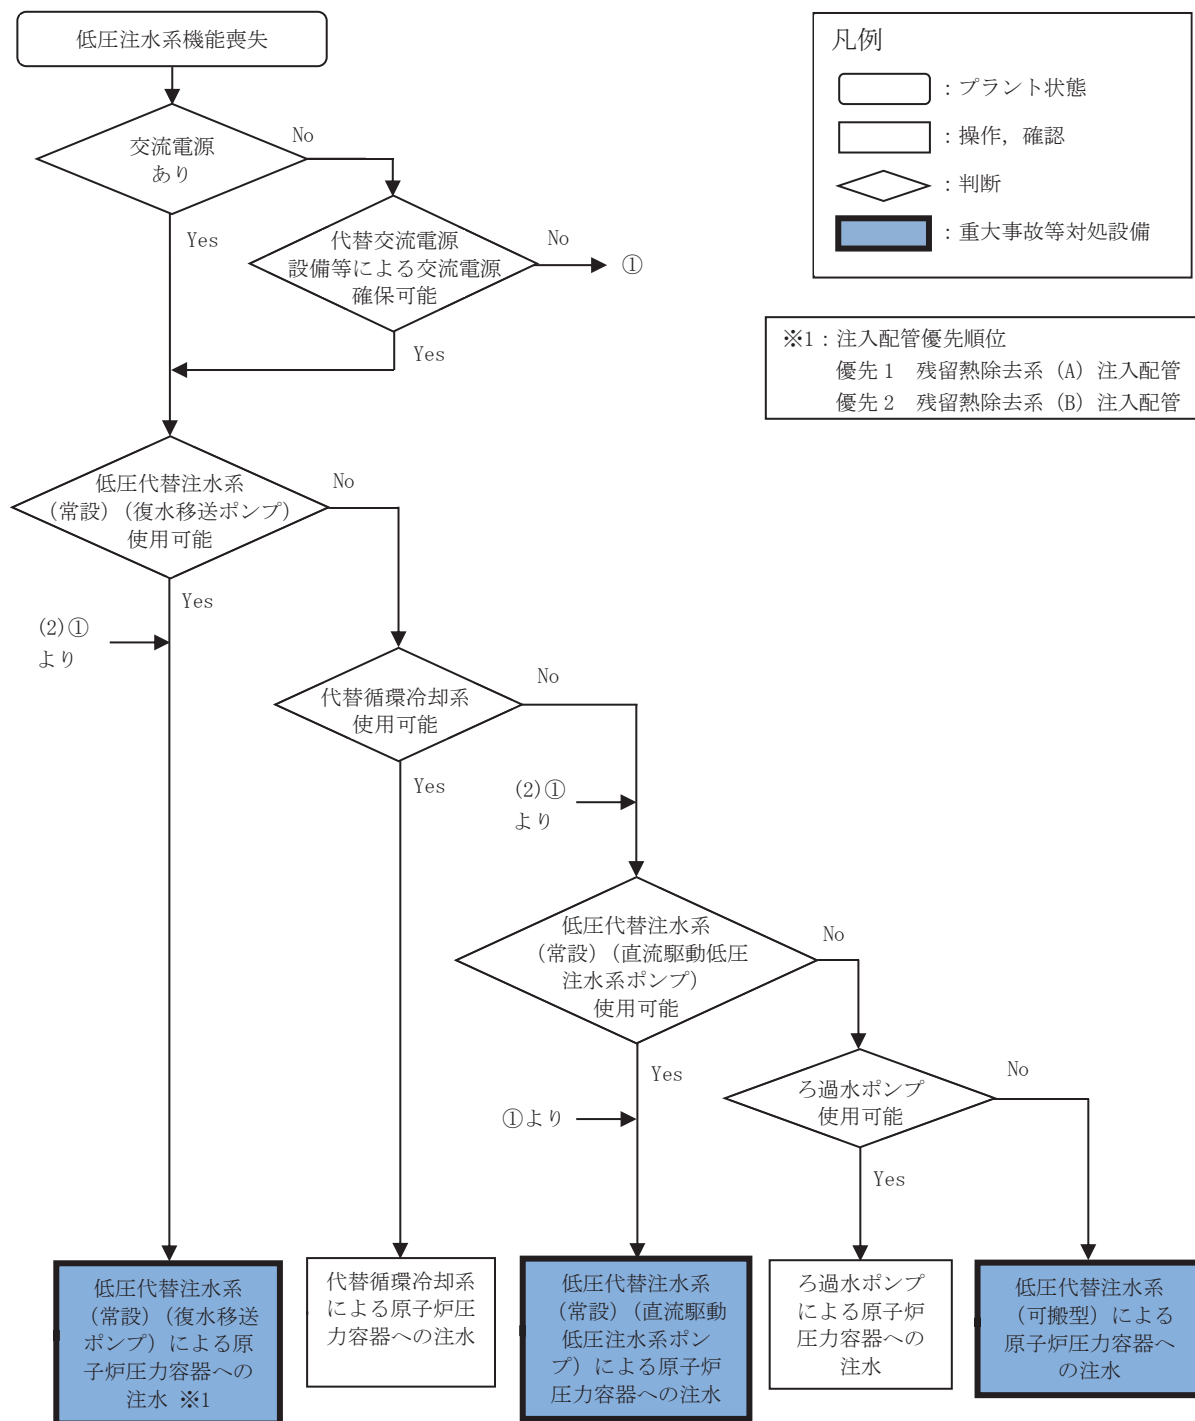 低圧注水系機能喪失
交流電源
あり
No
Yes
代替交流電源
設備等による交流電源
確保可能
No
①
Yes
凡例
：プラント状態
：操作，確認
：判断
：重大事故等対処設備
※1：注入配管優先順位
優先1 残留熱除去系（A）注入配管
優先2 残留熱除去系（B）注入配管
低圧代替注水系
（常設）（復水移送ポンプ）
使用可能
No
Yes
(2)①
より
代替循環冷却系
使用可能
No
Yes
(2)①
より
低圧代替注水系
（常設）（直流駆動低圧
注水系ポンプ）
使用可能
No
Yes
①より
ろ過水ポンプ
使用可能
No
Yes
低圧代替注水系
（常設）（復水移送
ポンプ）による原
子炉圧力容器への
注水 ※1
代替循環冷却系
による原子炉圧
力容器への注水
低圧代替注水系
（常設）（直流駆動
低圧注水系ポン
プ）による原子炉
圧力容器への注水
ろ過水ポンプ
による原子炉
圧力容器への
注水
低圧代替注水系
（可搬型）による
原子炉圧力容器へ
の注水